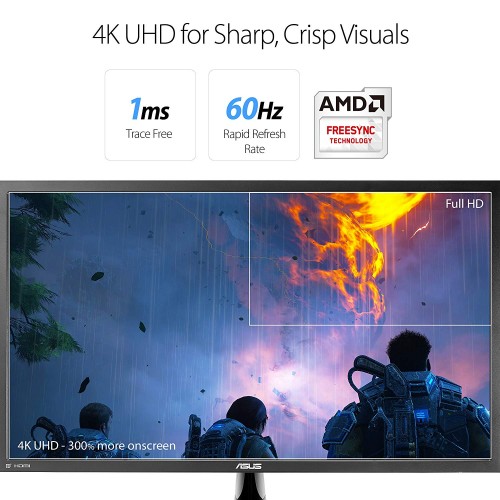 4K UHD for Sharp, Crisp Visuals
1ms
Trace Free
60Hz
Rapid Refresh
Rate
AMD
FREESYNC
TECHNOLOGY
Full HD
4K UHD - 300% more onscreen
HDMI
ASUS